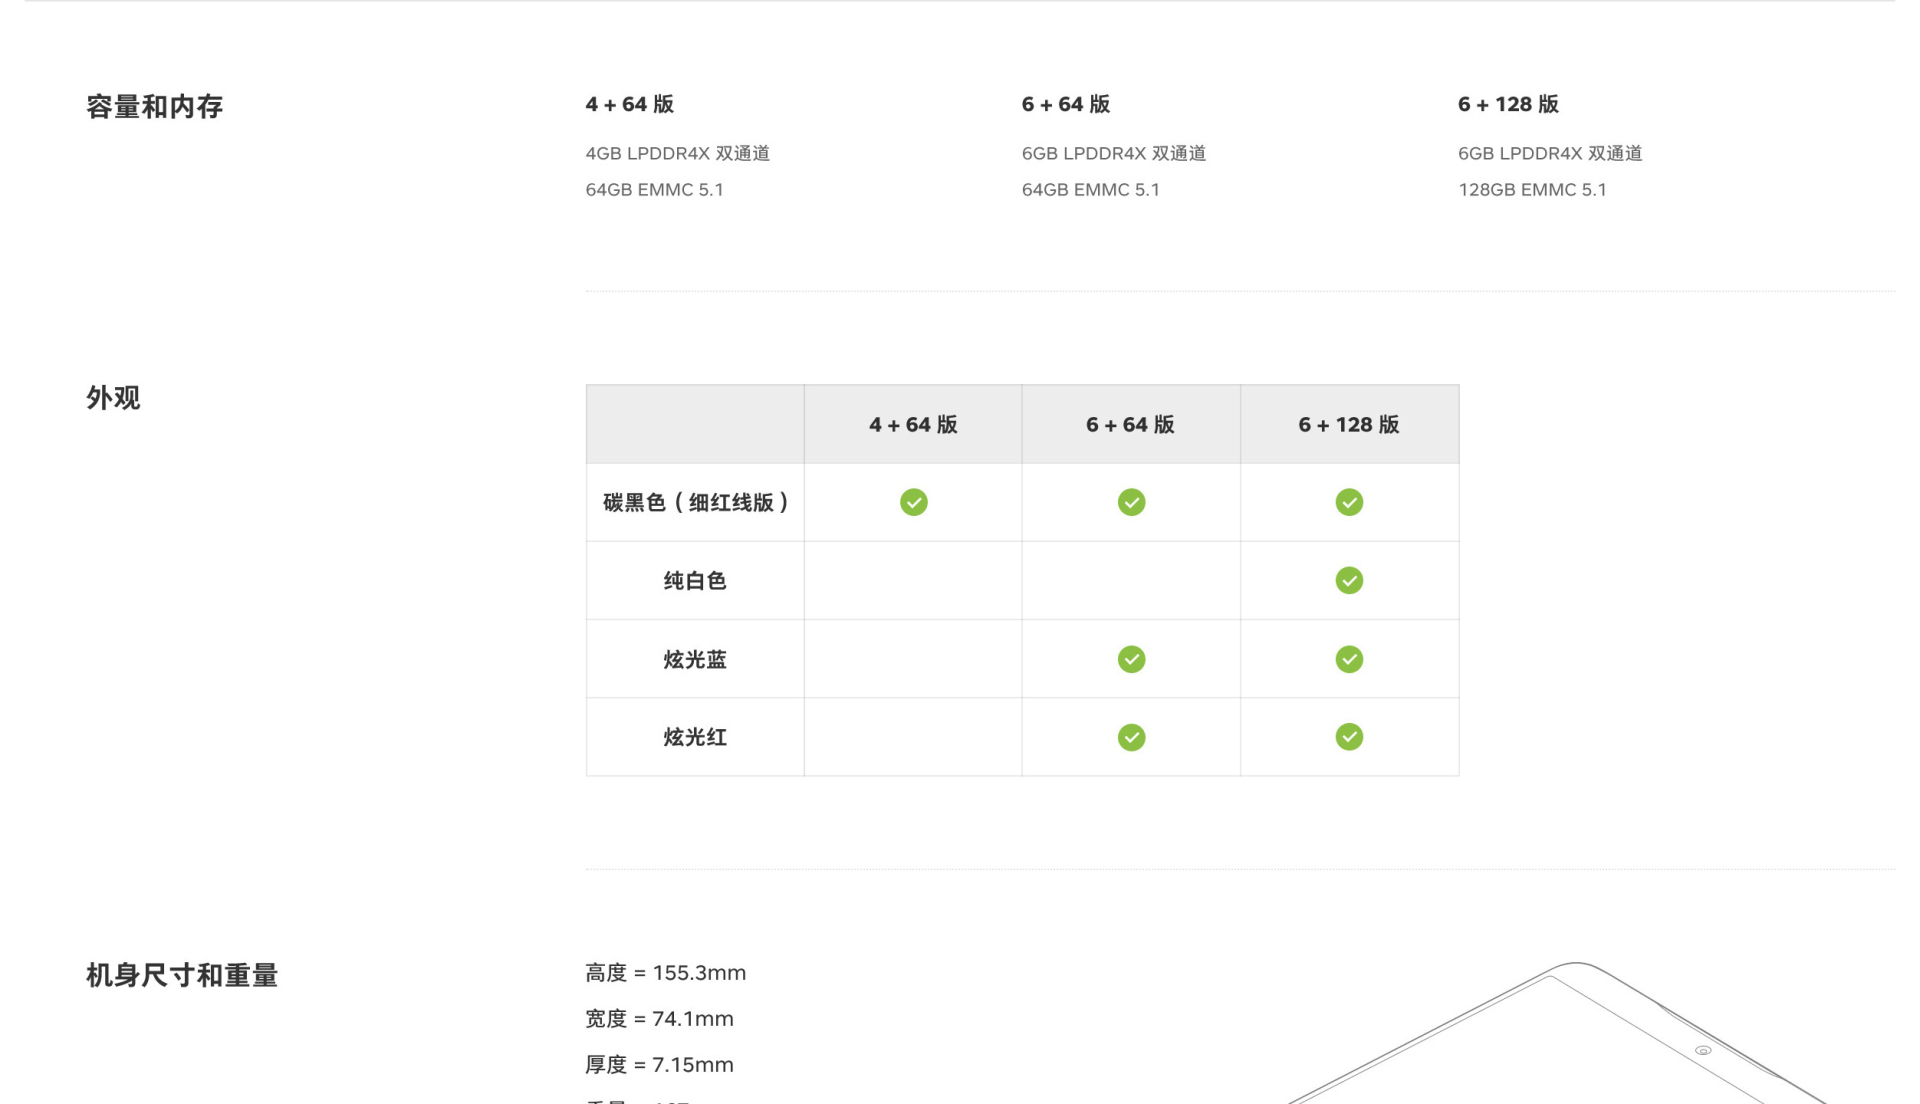 容量和内存
4 + 64 版
6 + 64 版
6 + 128 版
4GB LPDDR4X 双通道
6GB LPDDR4X 双通道
6GB LPDDR4X 双通道
64GB EMMC 5.1
64GB EMMC 5.1
128GB EMMC 5.1
外观
4 + 64 版
6 + 64 版
6 + 128 版
碳黑色 ( 细红线版 )
纯白色
炫光蓝
炫光红
机身尺寸和重量
高度 = 155.3mm
宽度 = 74.1mm
厚度 = 7.15mm